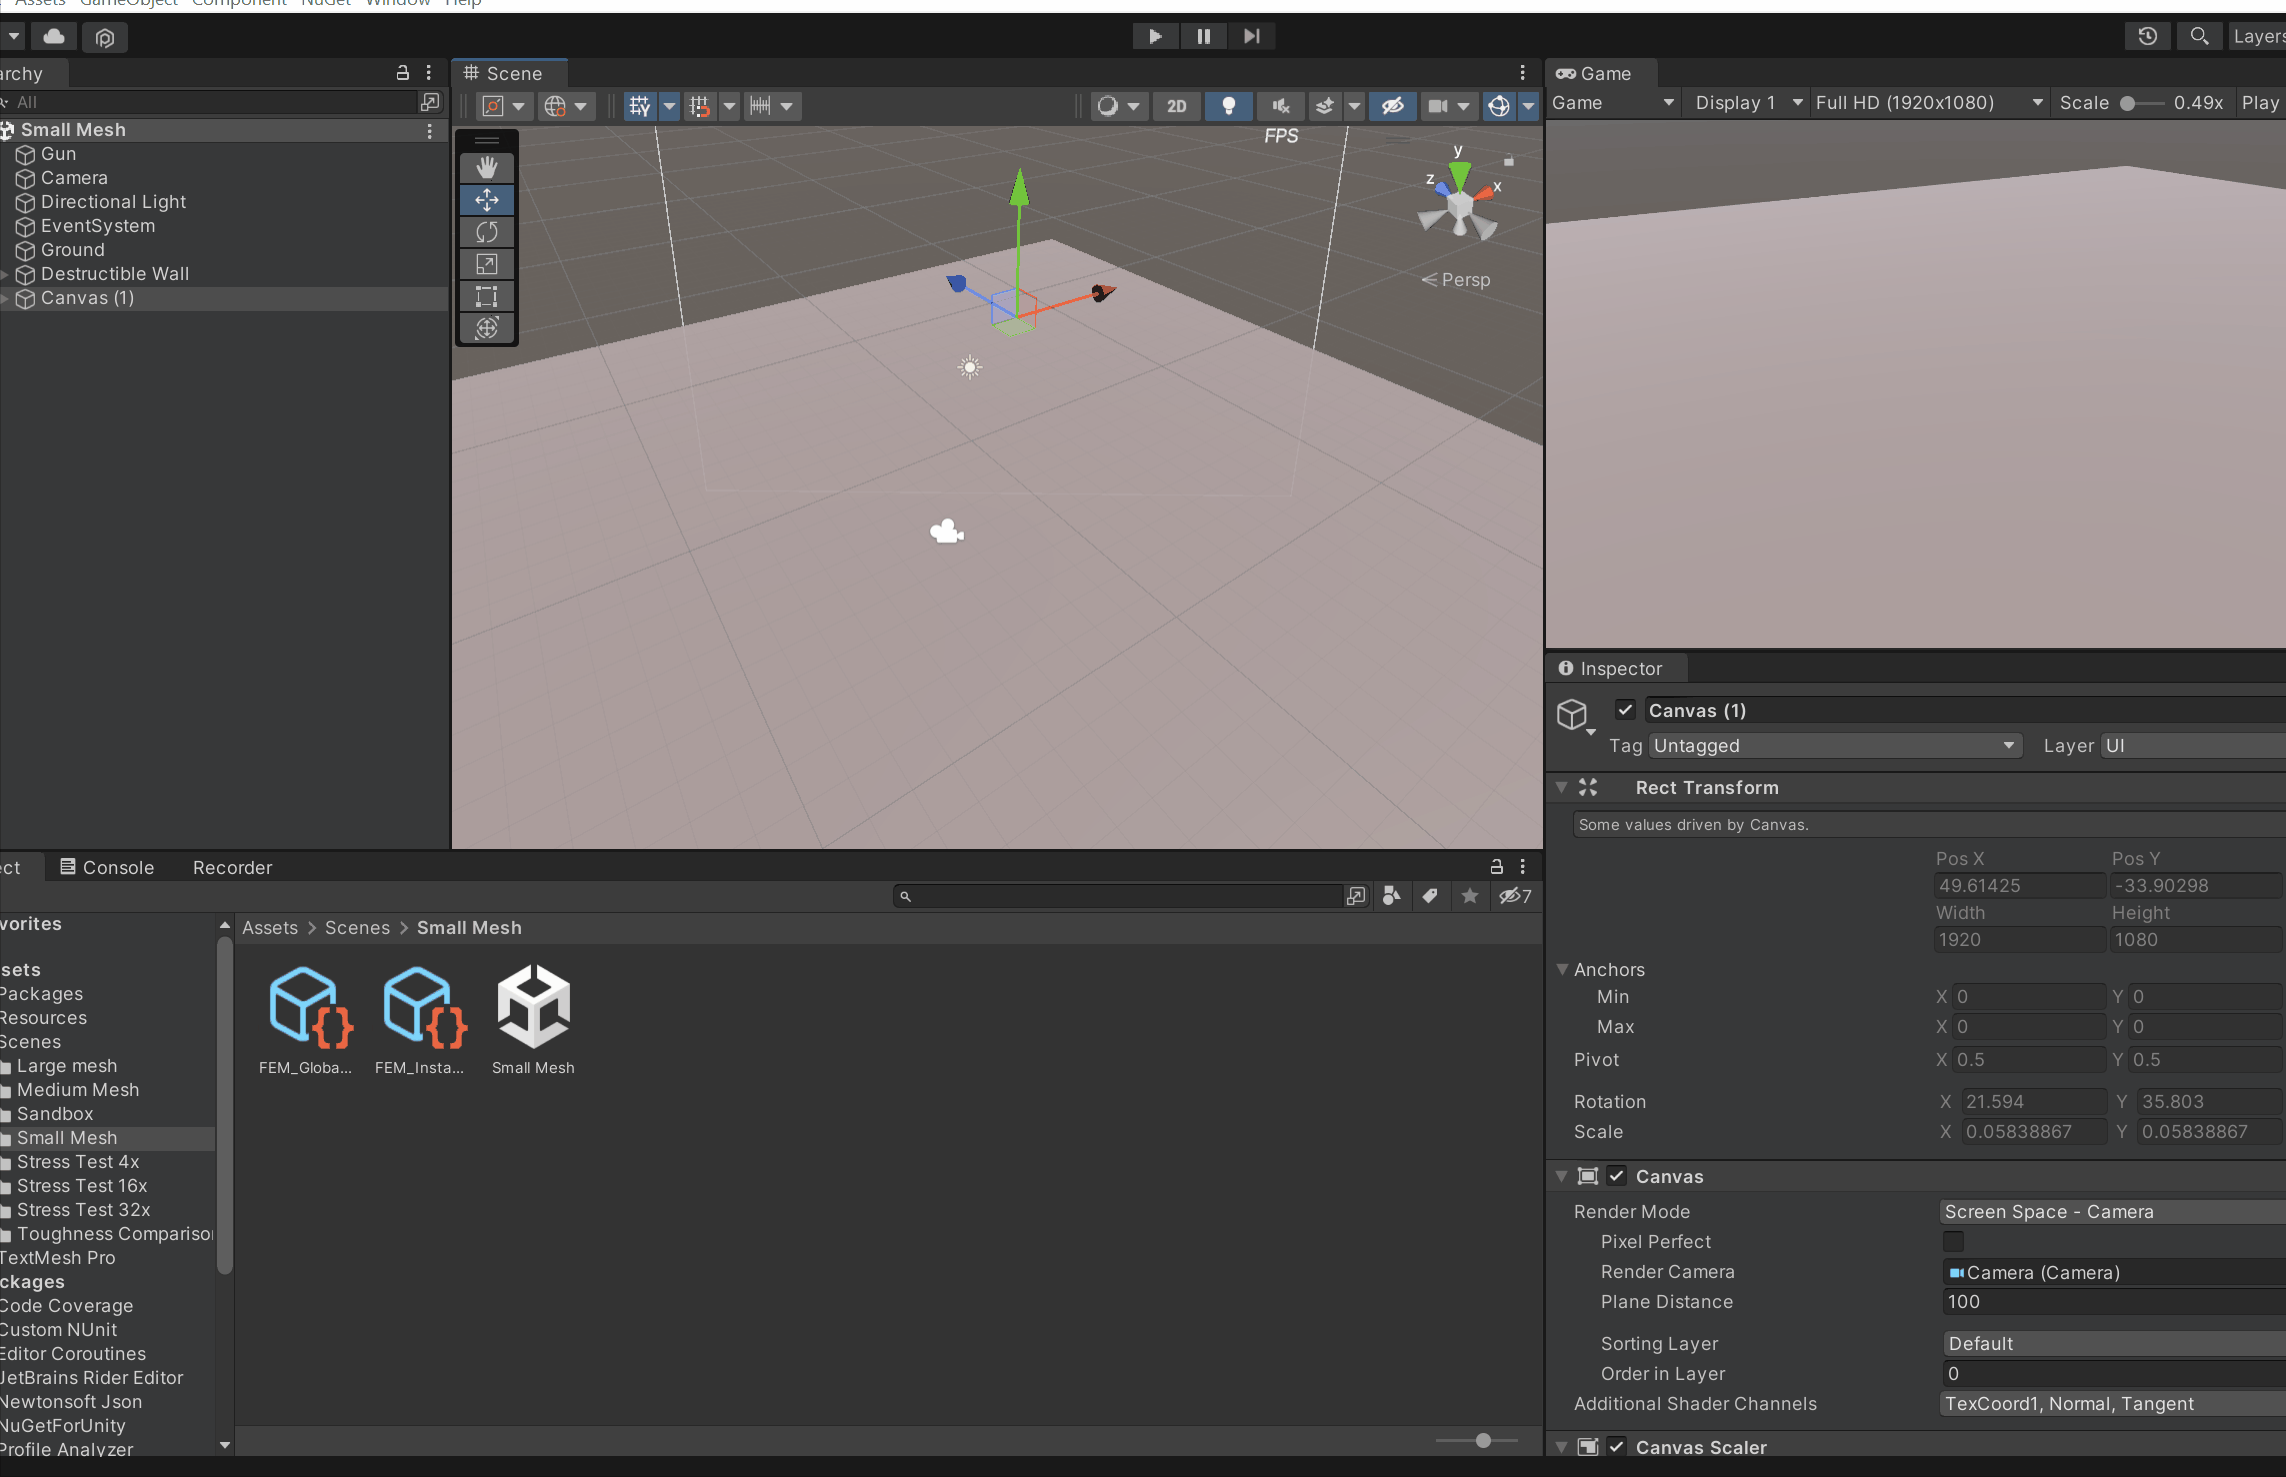 Assets GameObject Component NuGet Window Help
Layers
archy
All
Small Mesh
Gun
Camera
Directional Light
EventSystem
Ground
Destructible Wall
Canvas (1)
Scene
2D
FPS
y
z
x
Persp
Game
Game Display 1 Full HD (1920x1080) Scale 0.49x Play
Inspector
Canvas (1)
Tag Untagged Layer UI
Rect Transform
Some values driven by Canvas.
Pos X Pos Y
49.61425 -33.90298
Width Height
1920 1080
Anchors
Min X 0 Y 0
Max X 0 Y 0
Pivot X 0.5 Y 0.5
Rotation X 21.594 Y 35.803
Scale X 0.05838867 Y 0.05838867
Canvas
Render Mode Screen Space - Camera
Pixel Perfect
Render Camera Camera (Camera)
Plane Distance 100
Sorting Layer Default
Order in Layer 0
Additional Shader Channels TexCoord1, Normal, Tangent
Canvas Scaler
ect Console Recorder
7
vorites
sets
Packages
Resources
Scenes
Large mesh
Medium Mesh
Sandbox
Small Mesh
Stress Test 4x
Stress Test 16x
Stress Test 32x
Toughness Comparison
TextMesh Pro
ckages
Code Coverage
Custom NUnit
Editor Coroutines
JetBrains Rider Editor
Newtonsoft Json
NuGetForUnity
Profile Analyzer
Assets > Scenes > Small Mesh
FEM_Globa... FEM_Insta... Small Mesh